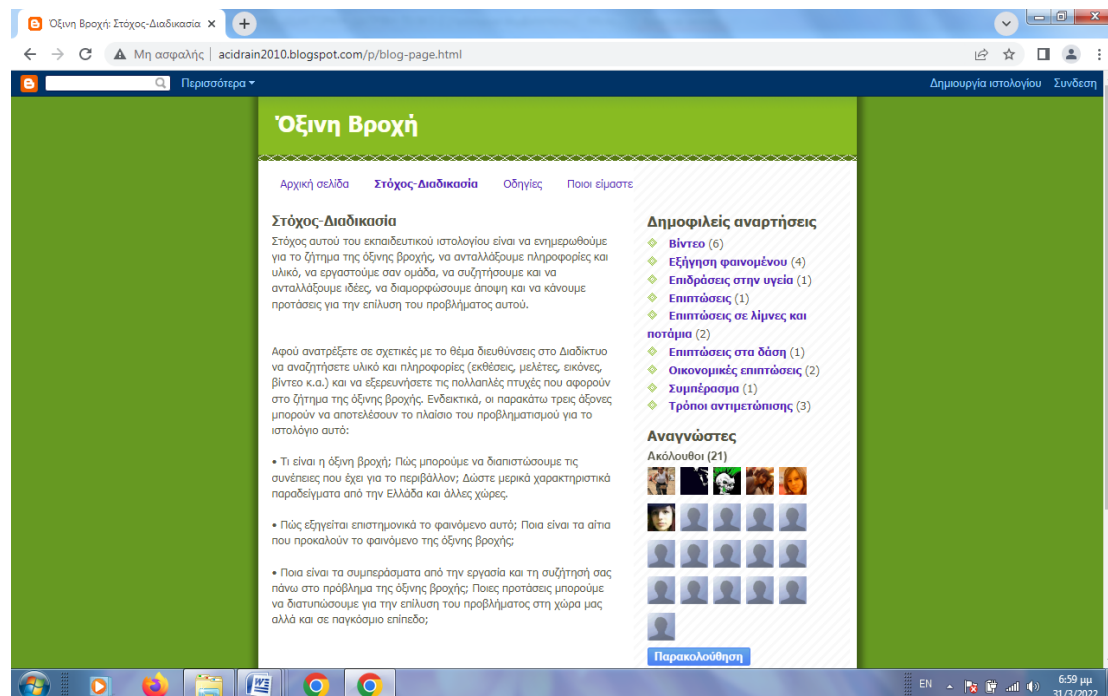 Όξινη Βροχή: Στόχος-Διαδικασία
Μη ασφαλής | acidrain2010.blogspot.com/p/blog-page.html
Περισσότερα
Δημιουργία ιστολογίου Συνδεση
Όξινη Βροχή
Αρχική σελίδα Στόχος-Διαδικασία Οδηγίες Ποιοι είμαστε
Στόχος-Διαδικασία
Στόχος αυτού του εκπαιδευτικού ιστολογίου είναι να ενημερωθούμε
για το ζήτημα της όξινης βροχής, να ανταλλάξουμε πληροφορίες και
υλικό, να εργαστούμε σαν ομάδα, να συζητήσουμε και να
ανταλλάξουμε ιδέες, να διαμορφώσουμε άποψη και να κάνουμε
προτάσεις για την επίλυση του προβλήματος αυτού.
Αφού ανατρέξετε σε σχετικές με το θέμα διευθύνσεις στο Διαδίκτυο
να αναζητήσετε υλικό και πληροφορίες (εκθέσεις, μελέτες, εικόνες,
βίντεο κ.α.) και να εξερευνήσετε τις πολλαπλές πτυχές που αφορούν
στο ζήτημα της όξινης βροχής. Ενδεικτικά, οι παρακάτω τρεις άξονες
μπορούν να αποτελέσουν το πλαίσιο του προβληματισμού για το
ιστολόγιο αυτό:
• Τι είναι η όξινη βροχή; Πώς μπορούμε να διαπιστώσουμε τις
συνέπειες που έχει για το περιβάλλον; Δώστε μερικά χαρακτηριστικά
παραδείγματα από την Ελλάδα και άλλες χώρες.
• Πώς εξηγείται επιστημονικά το φαινόμενο αυτό; Ποια είναι τα αίτια
που προκαλούν το φαινόμενο της όξινης βροχής;
• Ποια είναι τα συμπεράσματα από την εργασία και τη συζήτησή σας
πάνω στο πρόβλημα της όξινης βροχής; Ποιες προτάσεις μπορούμε
να διατυπώσουμε για την επίλυση του προβλήματος στη χώρα μας
αλλά και σε παγκόσμιο επίπεδο;
Δημοφιλείς αναρτήσεις
Βίντεο (6)
Εξήγηση φαινομένου (4)
Επιδράσεις στην υγεία (1)
Επιπτώσεις (1)
Επιπτώσεις σε λίμνες και
ποτάμια (2)
Επιπτώσεις στα δάση (1)
Οικονομικές επιπτώσεις (2)
Συμπέρασμα (1)
Τρόποι αντιμετώπισης (3)
Αναγνώστες
Ακόλουθοι (21)
Παρακολούθηση
EN
6:59 μμ
31/3/2022